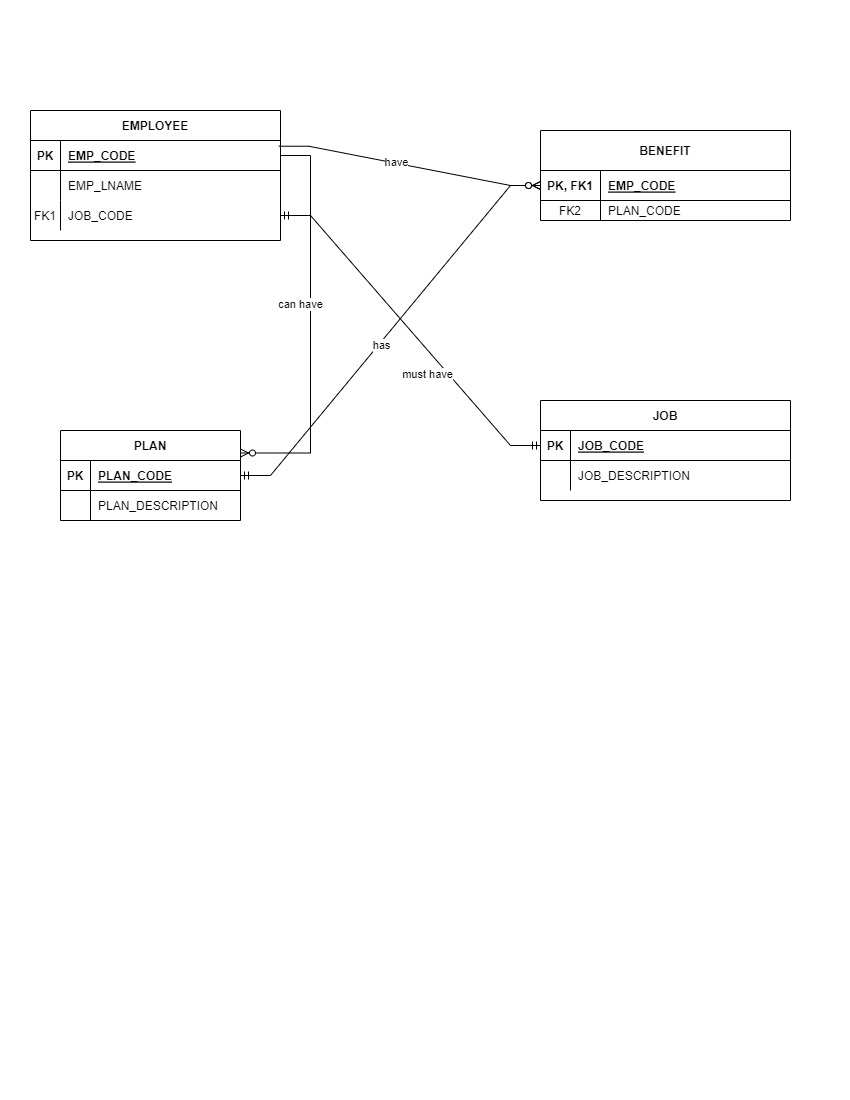 EMPLOYEE
PK EMP_CODE
EMP_LNAME
FK1 JOB_CODE
BENEFIT
PK, FK1 EMP_CODE
FK2 PLAN_CODE
have
can have
has
must have
PLAN
PK PLAN_CODE
PLAN_DESCRIPTION
JOB
PK JOB_CODE
JOB_DESCRIPTION